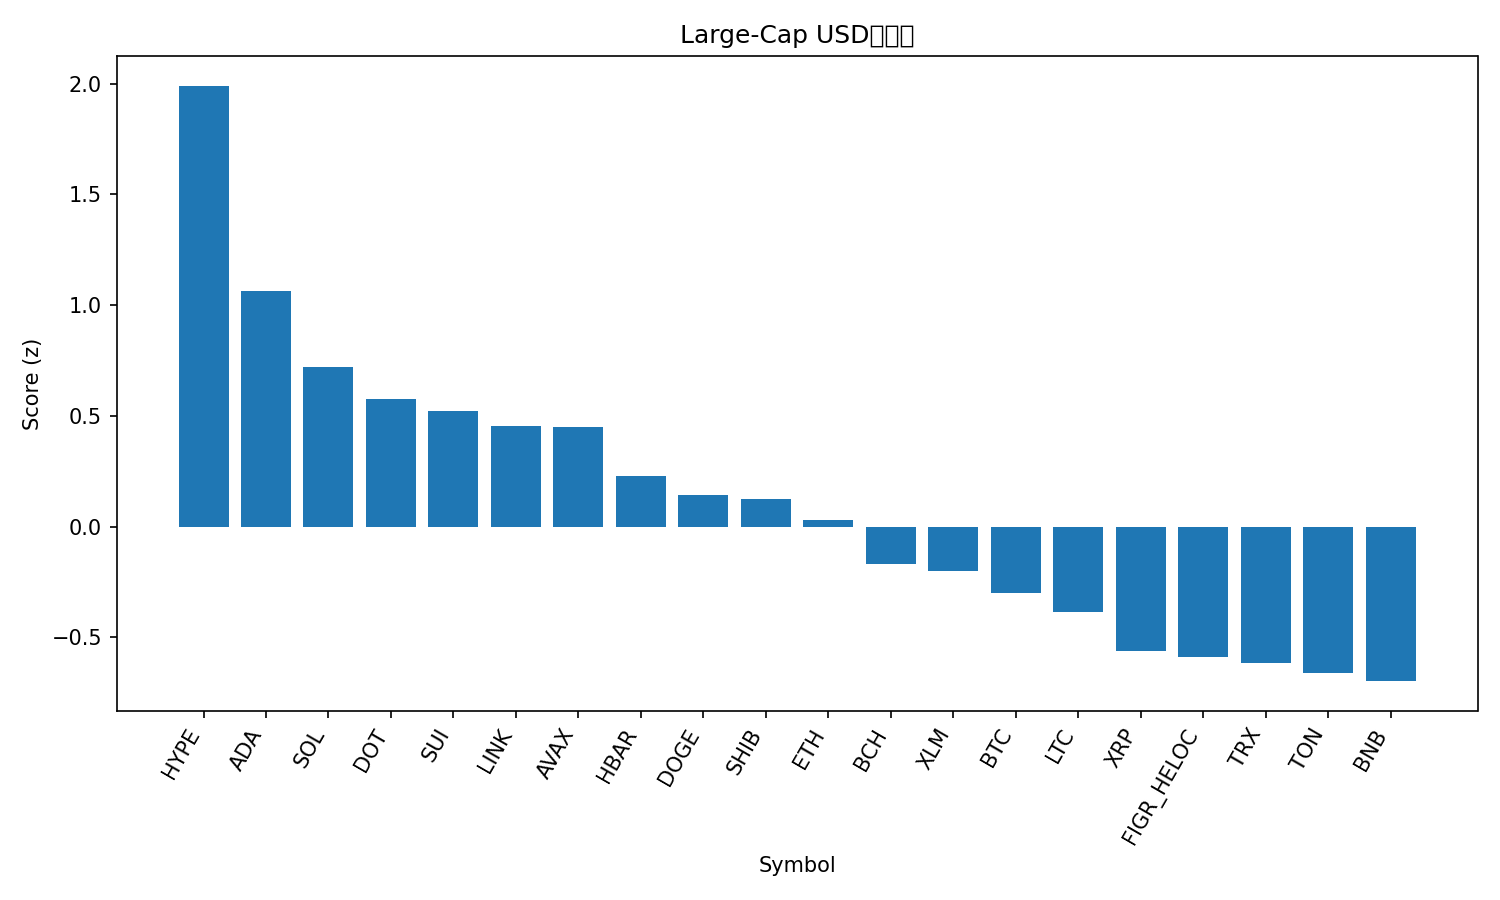 Large-Cap USD
2.0
1.5
1.0
0.5
0.0
−0.5
Score (z)
HYPE
ADA
SOL
DOT
SUI
LINK
AVAX
HBAR
DOGE
SHIB
ETH
BCH
XLM
BTC
LTC
XRP
FIGR_HELOC
TRX
TON
BNB
Symbol